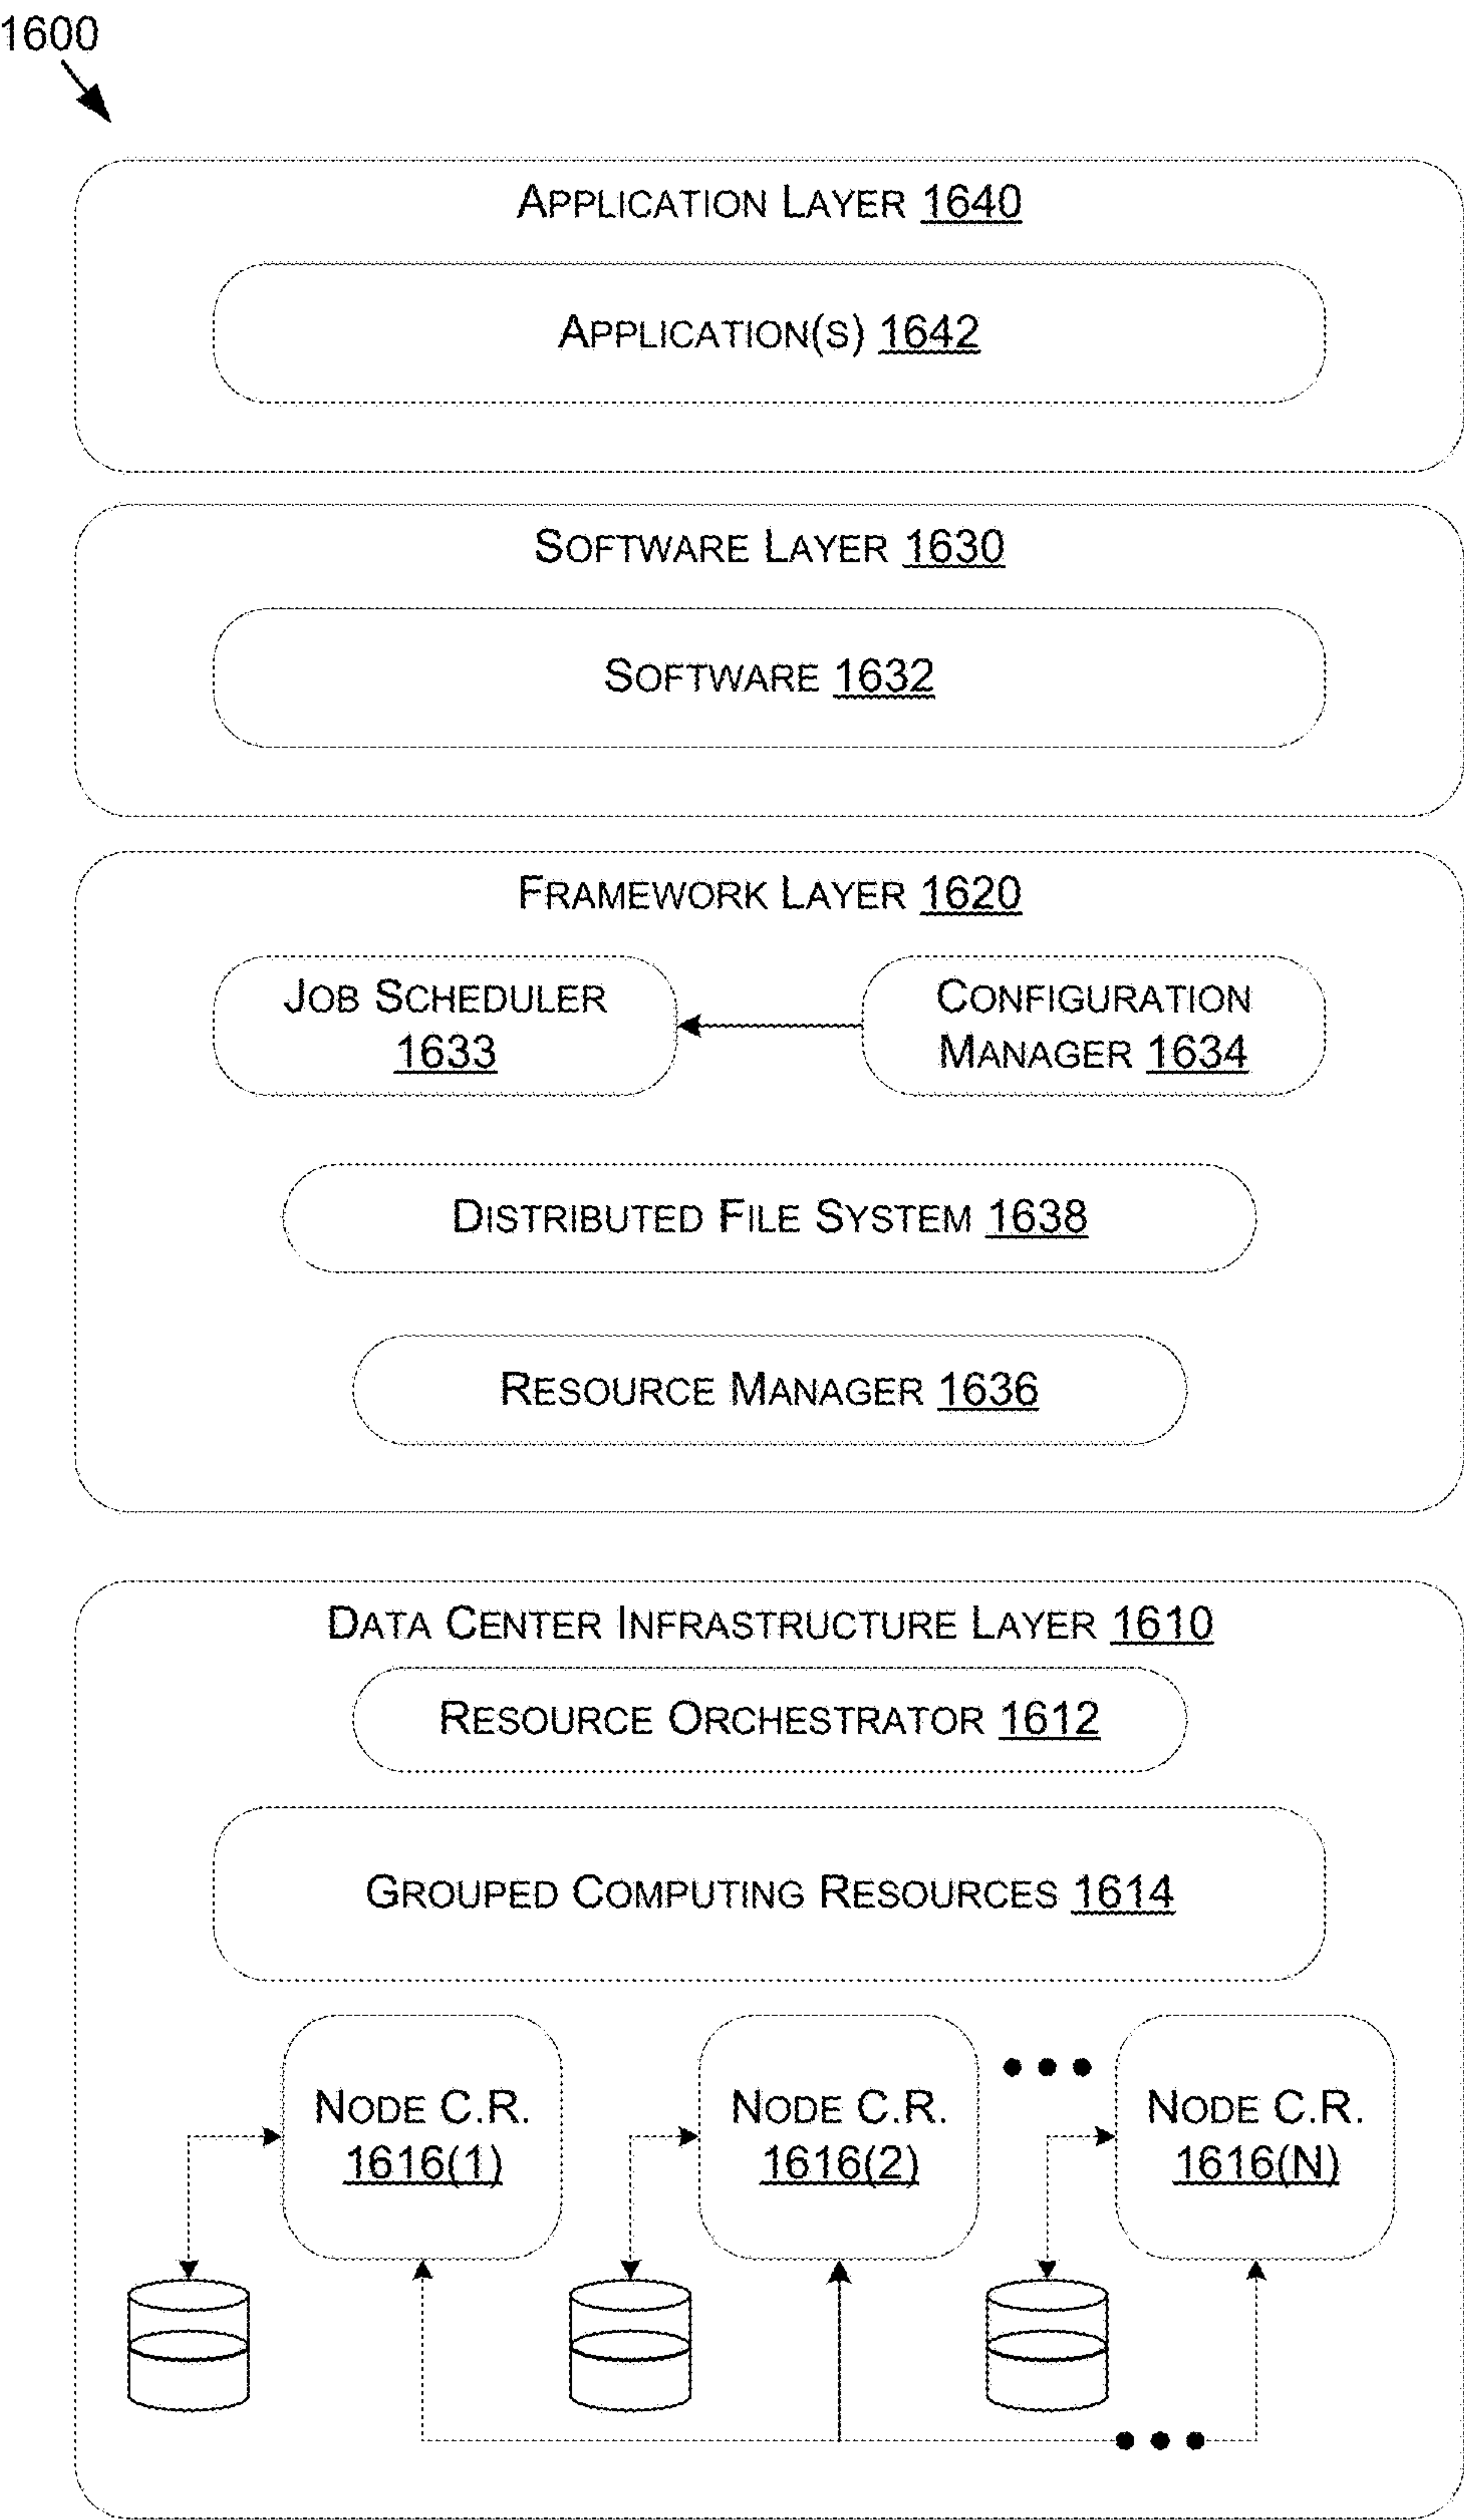 1600
APPLICATION LAYER 1640
APPLICATION(S) 1642
SOFTWARE LAYER 1630
SOFTWARE 1632
FRAMEWORK LAYER 1620
JOB SCHEDULER
1633
CONFIGURATION
MANAGER 1634
DISTRIBUTED FILE SYSTEM 1638
RESOURCE MANAGER 1636
DATA CENTER INFRASTRUCTURE LAYER 1610
RESOURCE ORCHESTRATOR 1612
GROUPED COMPUTING RESOURCES 1614
NODE C.R.
1616(1)
NODE C.R.
1616(2)
NODE C.R.
1616(N)